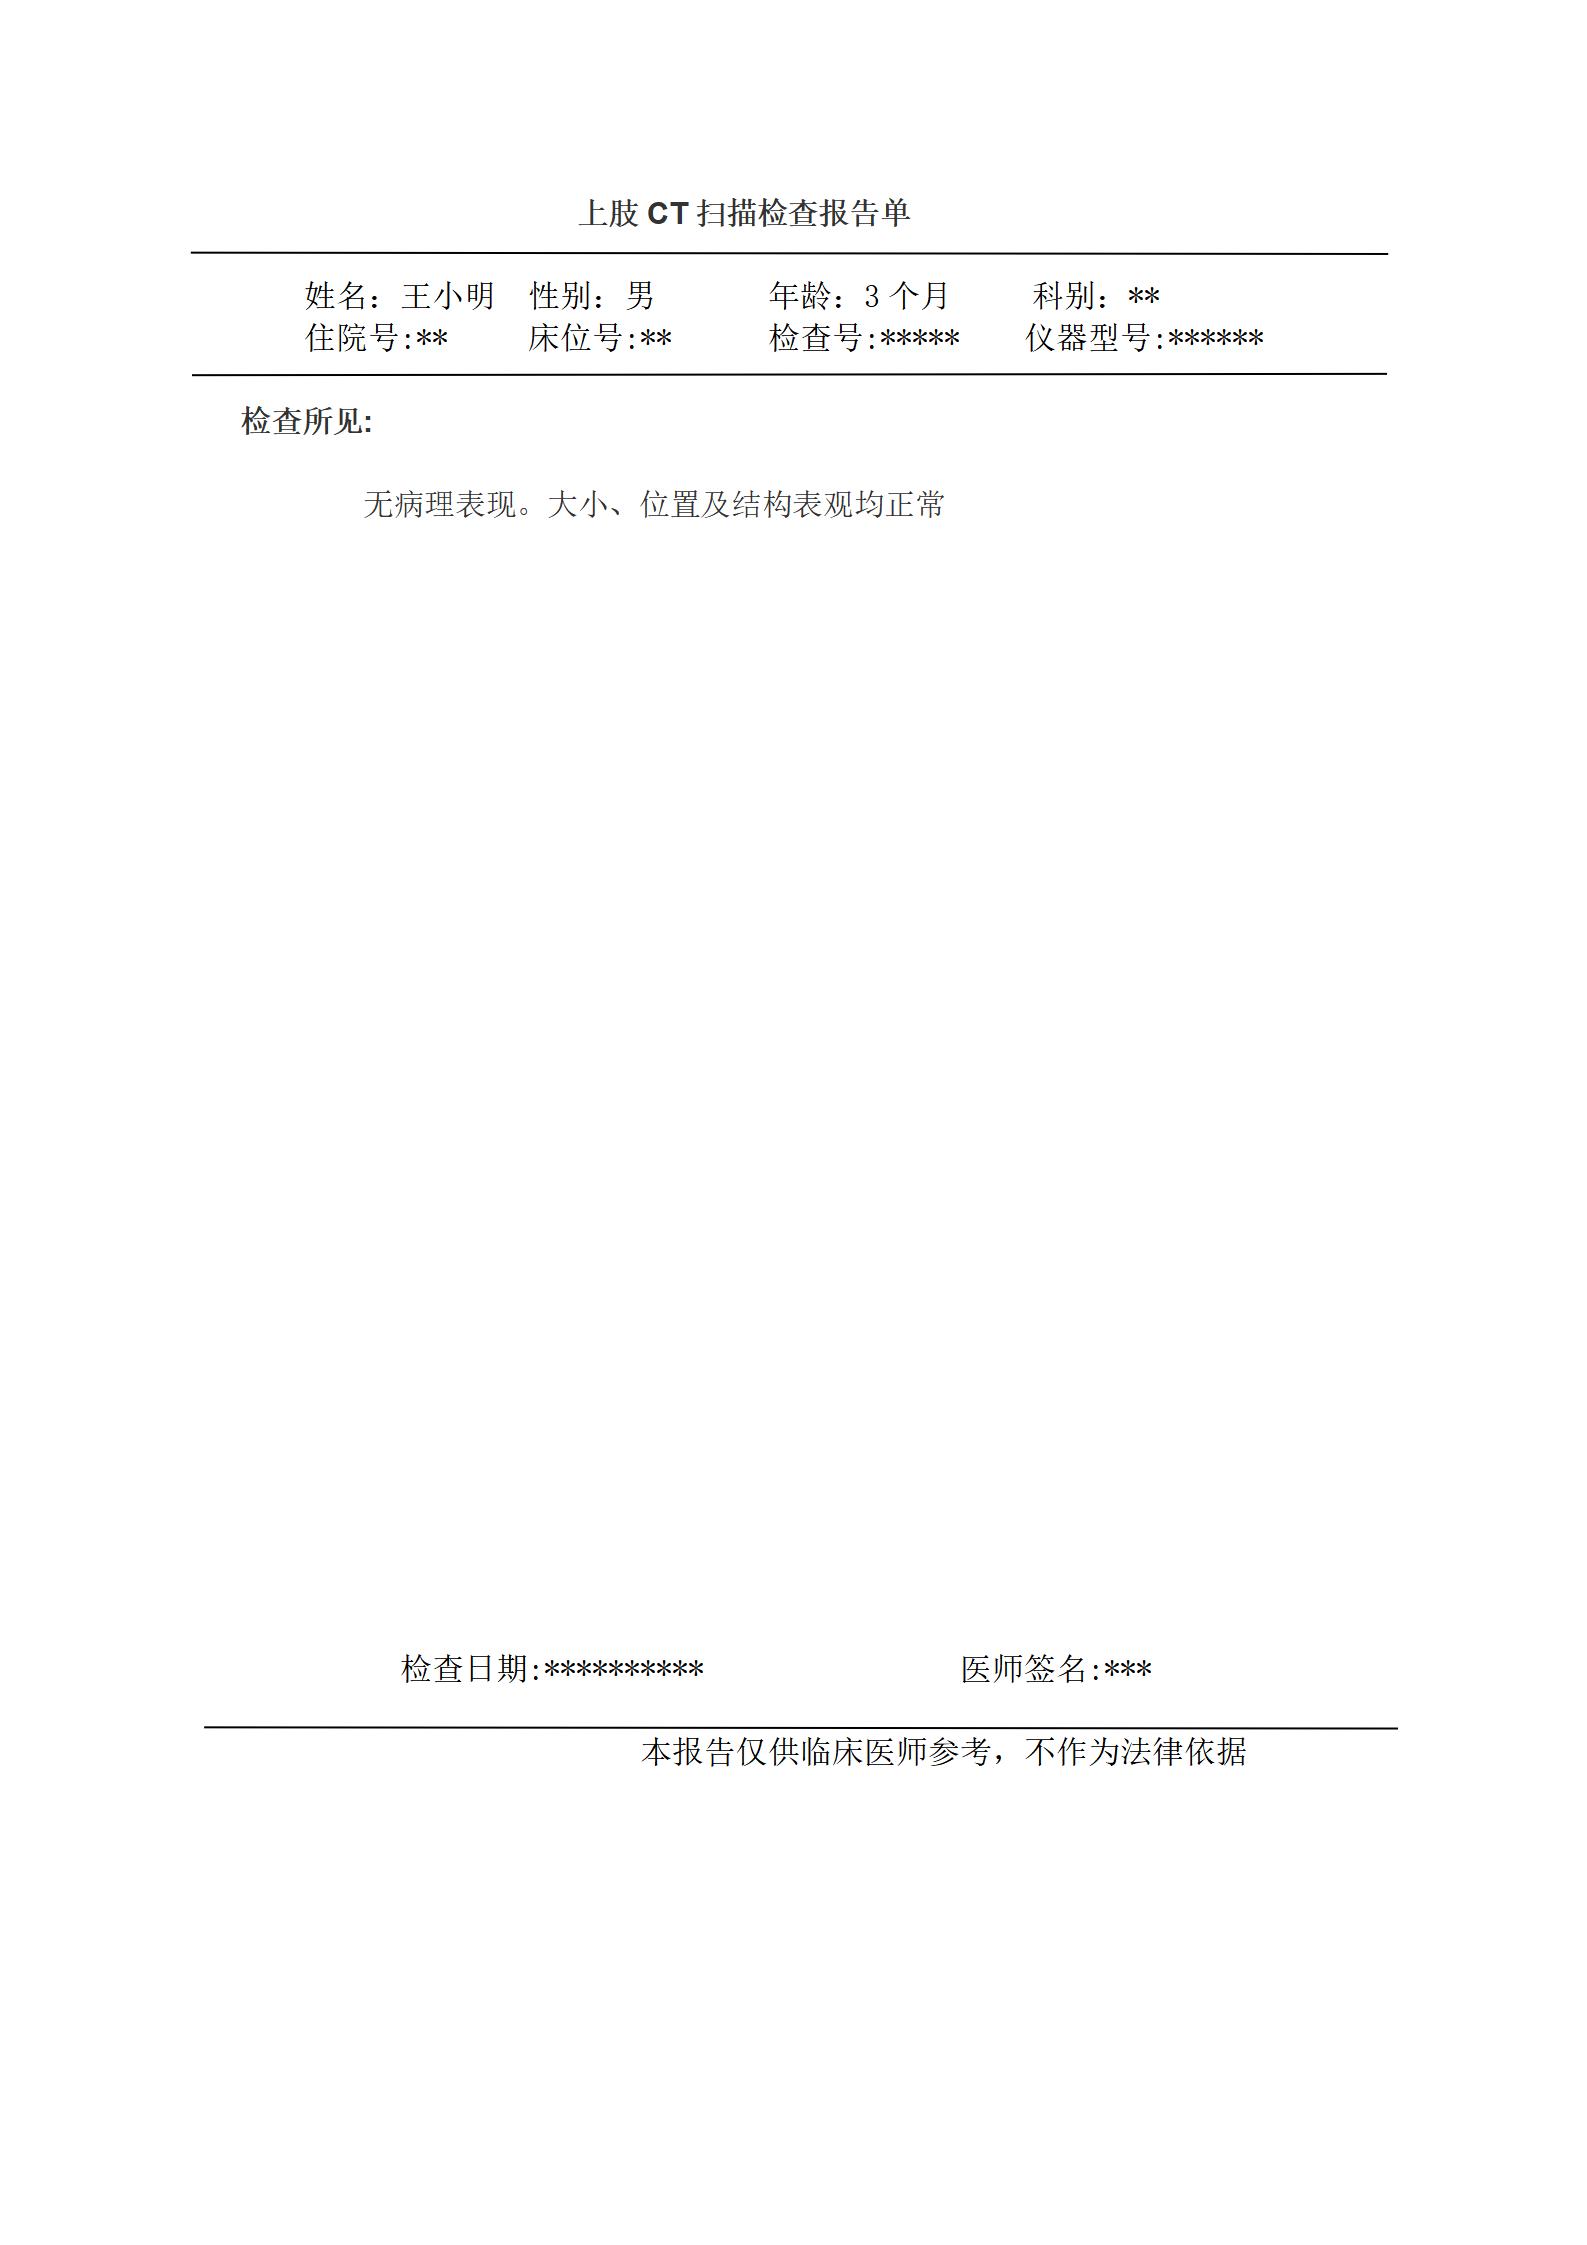 上肢 CT 扫描检查报告单
姓名：王小明 性别：男 年龄：3 个月 科别：**
住院号:** 床位号:** 检查号:***** 仪器型号:******
检查所见:
无病理表现。大小、位置及结构表观均正常
检查日期:********** 医师签名:***
本报告仅供临床医师参考，不作为法律依据